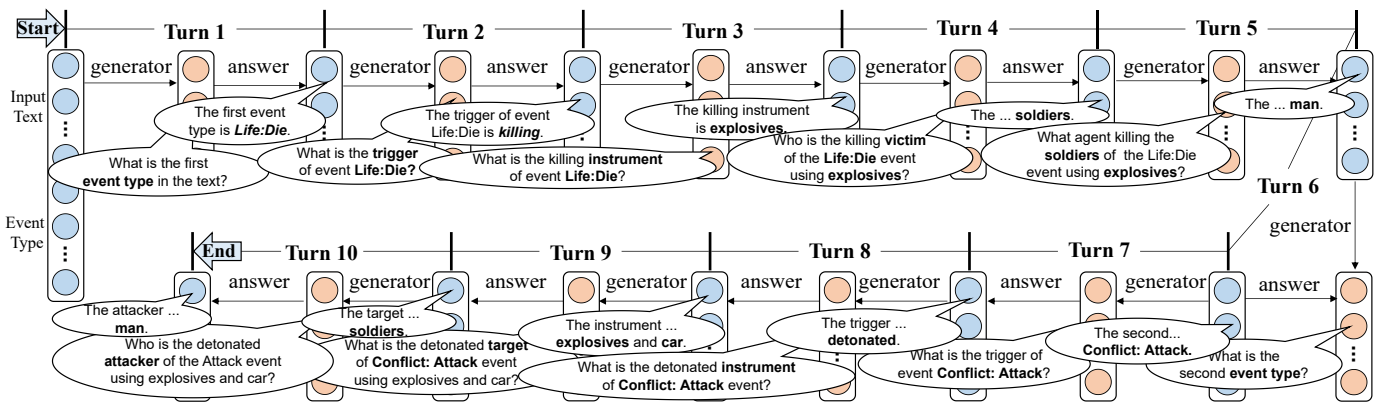 Start
Turn 1
Turn 2
Turn 3
Turn 4
Turn 5
generator
answer
generator
answer
generator
answer
generator
answer
generator
answer
Input
Text
The first event
type is Life:Die.
What is the first
event type in the text?
The trigger of event
Life:Die is killing.
What is the trigger
of event Life:Die?
The killing instrument
is explosives.
What is the killing instrument
of event Life:Die?
The ... soldiers.
Who is the killing victim
of the Life:Die event
using explosives?
The ... man.
What agent killing the
soldiers of the Life:Die
event using explosives?
Turn 6
generator
Event
Type
End
Turn 10
Turn 9
Turn 8
Turn 7
answer
generator
answer
generator
answer
generator
answer
generator
answer
The attacker ...
man.
Who is the detonated
attacker of the Attack event
using explosives and car?
The target ...
soldiers.
What is the detonated target
of Conflict: Attack event
using explosives and car?
The instrument ...
explosives and car.
What is the detonated instrument
of Conflict: Attack event?
The trigger ...
detonated.
What is the trigger of
event Conflict: Attack?
The second...
Conflict: Attack.
What is the
second event type?